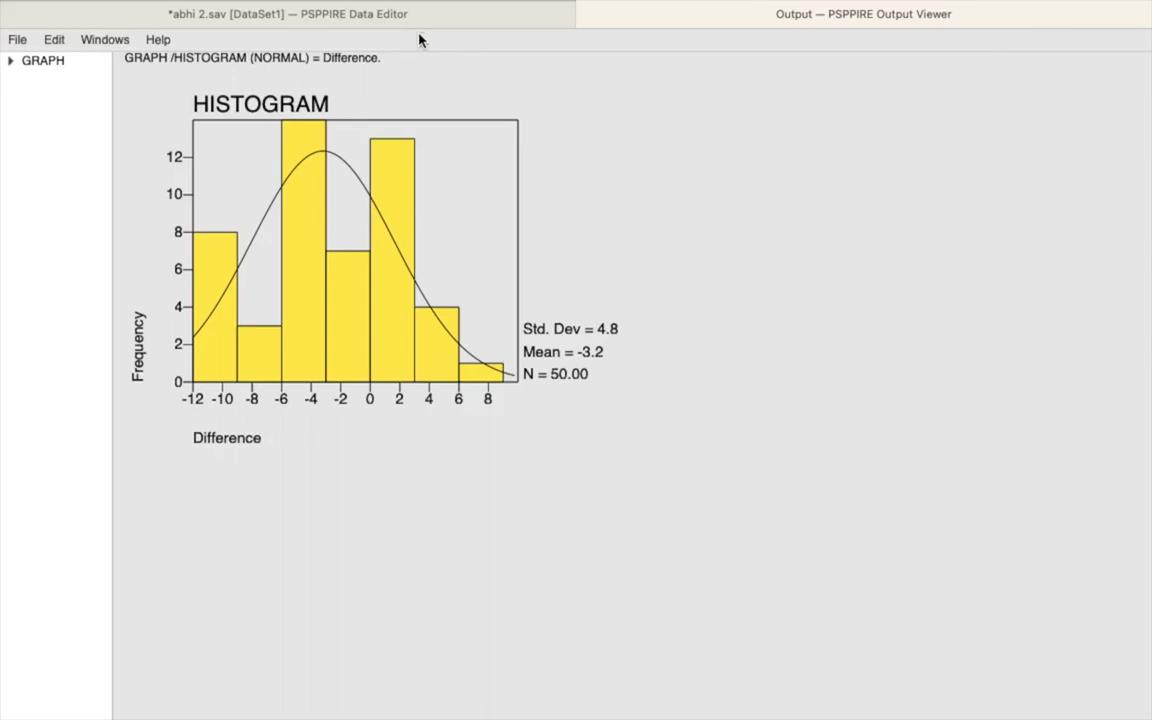 *abhi 2.sav [DataSet1] — PSPPIRE Data Editor
Output — PSPPIRE Output Viewer
File Edit Windows Help
GRAPH
GRAPH /HISTOGRAM (NORMAL) = Difference.
HISTOGRAM
12
10
8
6
4
2
0
Frequency
-12 -10 -8 -6 -4 -2 0 2 4 6 8
Difference
Std. Dev = 4.8
Mean = -3.2
N = 50.00